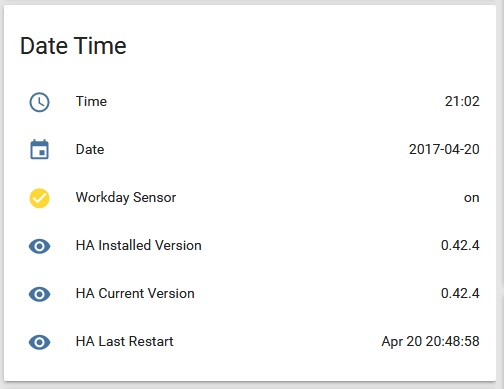 Date Time
Time 21:02
Date 2017-04-20
Workday Sensor on
HA Installed Version 0.42.4
HA Current Version 0.42.4
HA Last Restart Apr 20 20:48:58